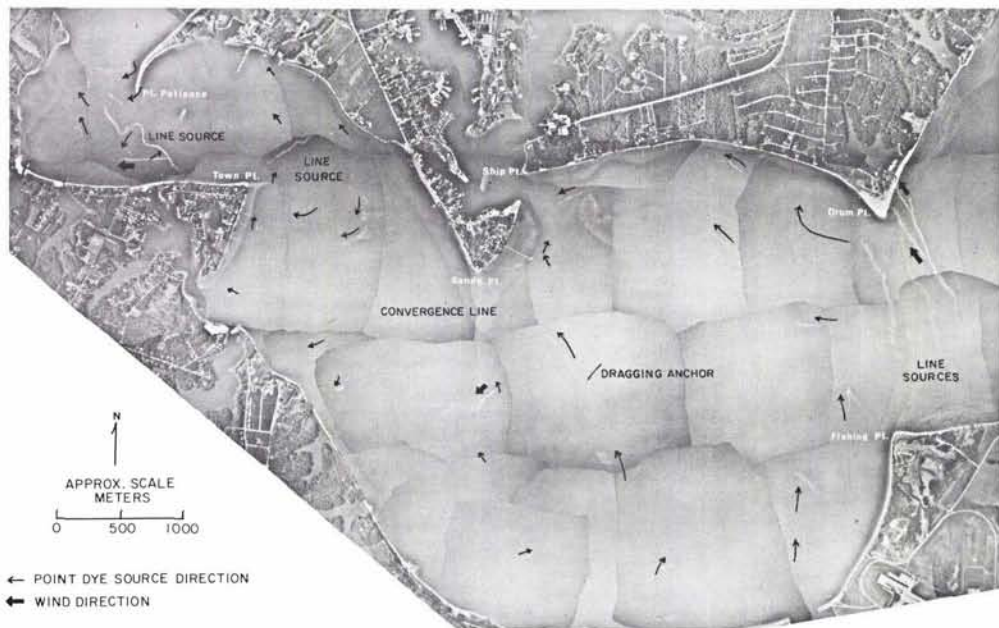 Pt. Patience
LINE SOURCE
Town Pt.
LINE
SOURCE
Ship Pt.
Drum Pt.
Sandy Pt.
CONVERGENCE LINE
DRAGGING ANCHOR
LINE
SOURCES
Fishing Pt.
N
APPROX. SCALE
METERS
0 500 1000
POINT DYE SOURCE DIRECTION
WIND DIRECTION